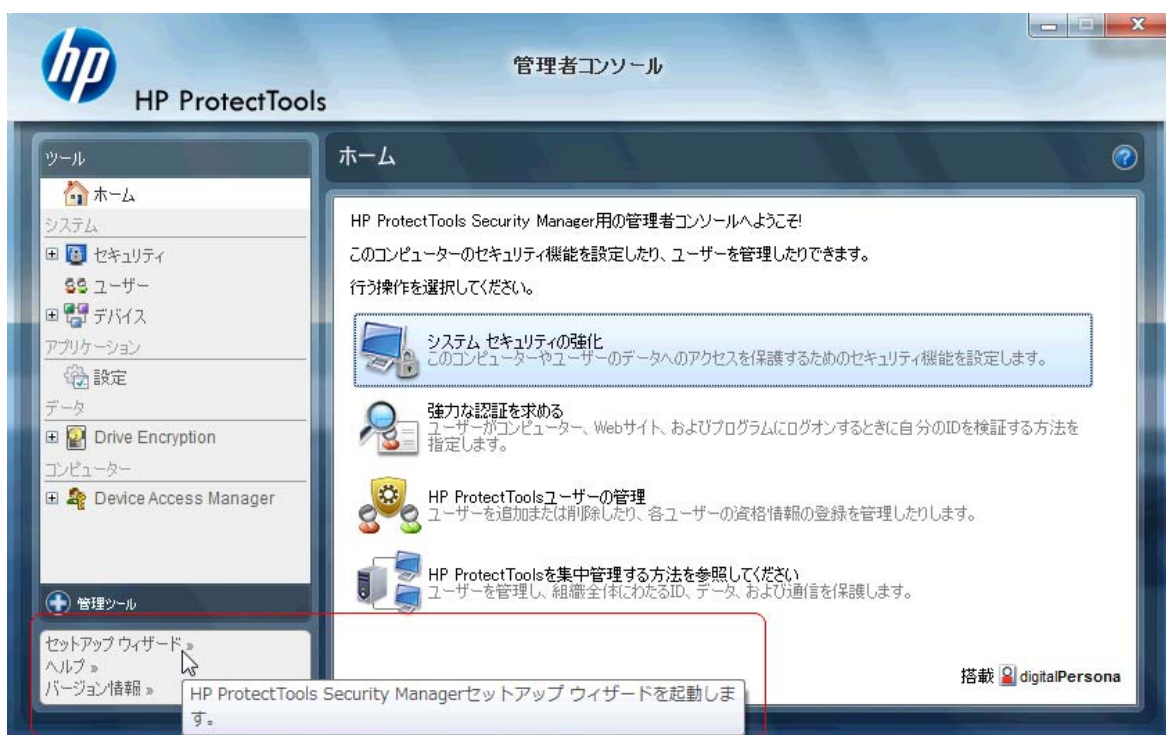 hp
HP ProtectTools
管理者コンソール
ツール
ホーム
システム
セキュリティ
ユーザー
デバイス
アプリケーション
設定
データ
Drive Encryption
コンピューター
Device Access Manager
管理ツール
セットアップ ウィザード »
ヘルプ »
バージョン情報 »
HP ProtectTools Security Managerセットアップ ウィザードを起動しま
す。
ホーム
HP ProtectTools Security Manager用の管理者コンソールへようこそ!
このコンピューターのセキュリティ機能を設定したり、ユーザーを管理したりできます。
行う操作を選択してください。
システム セキュリティの強化
このコンピューターやユーザーのデータへのアクセスを保護するためのセキュリティ機能を設定します。
強力な認証を求める
ユーザーがコンピューター、Webサイト、およびプログラムにログオンするときに自分のIDを検証する方法を
指定します。
HP ProtectToolsユーザーの管理
ユーザーを追加または削除したり、各ユーザーの資格情報の登録を管理したりします。
HP ProtectToolsを集中管理する方法を参照してください
ユーザーを管理し、組織全体にわたるID、データ、および通信を保護します。
搭載 digitalPersona